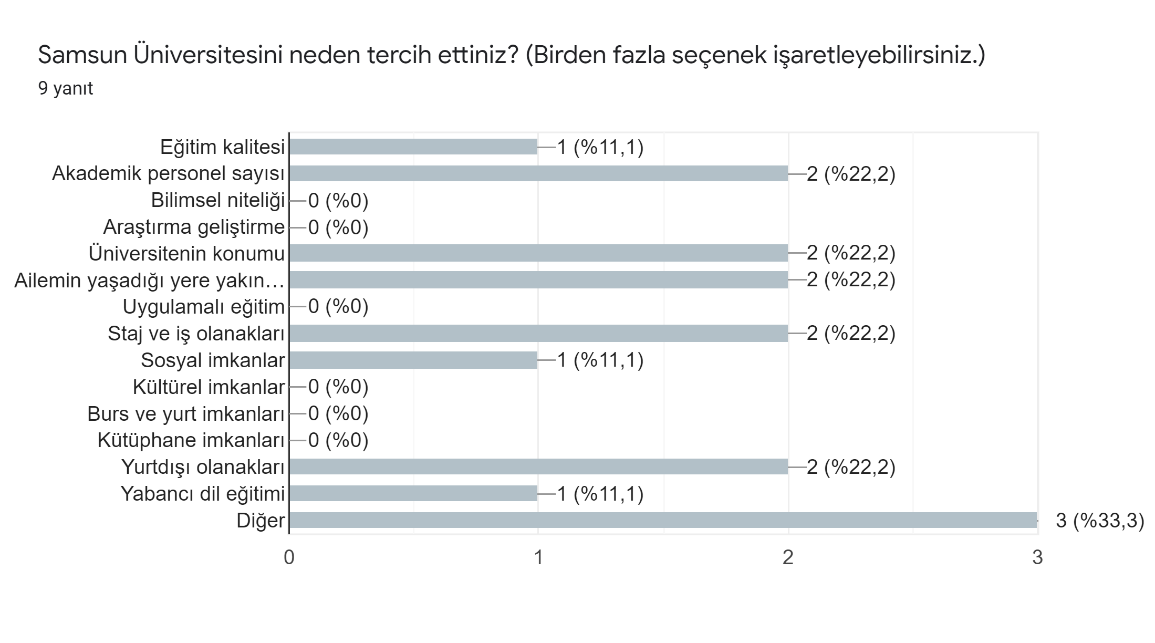 Samsun Üniversitesini neden tercih ettiniz? (Birden fazla seçenek işaretleyebilirsiniz.)
9 yanıt
Eğitim kalitesi 1 (%11,1)
Akademik personel sayısı 2 (%22,2)
Bilimsel niteliği 0 (%0)
Araştırma geliştirme 0 (%0)
Üniversitenin konumu 2 (%22,2)
Ailemin yaşadığı yere yakın… 2 (%22,2)
Uygulamalı eğitim 0 (%0)
Staj ve iş olanakları 2 (%22,2)
Sosyal imkanlar 1 (%11,1)
Kültürel imkanlar 0 (%0)
Burs ve yurt imkanları 0 (%0)
Kütüphane imkanları 0 (%0)
Yurtdışı olanakları 2 (%22,2)
Yabancı dil eğitimi 1 (%11,1)
Diğer 3 (%33,3)
0 1 2 3